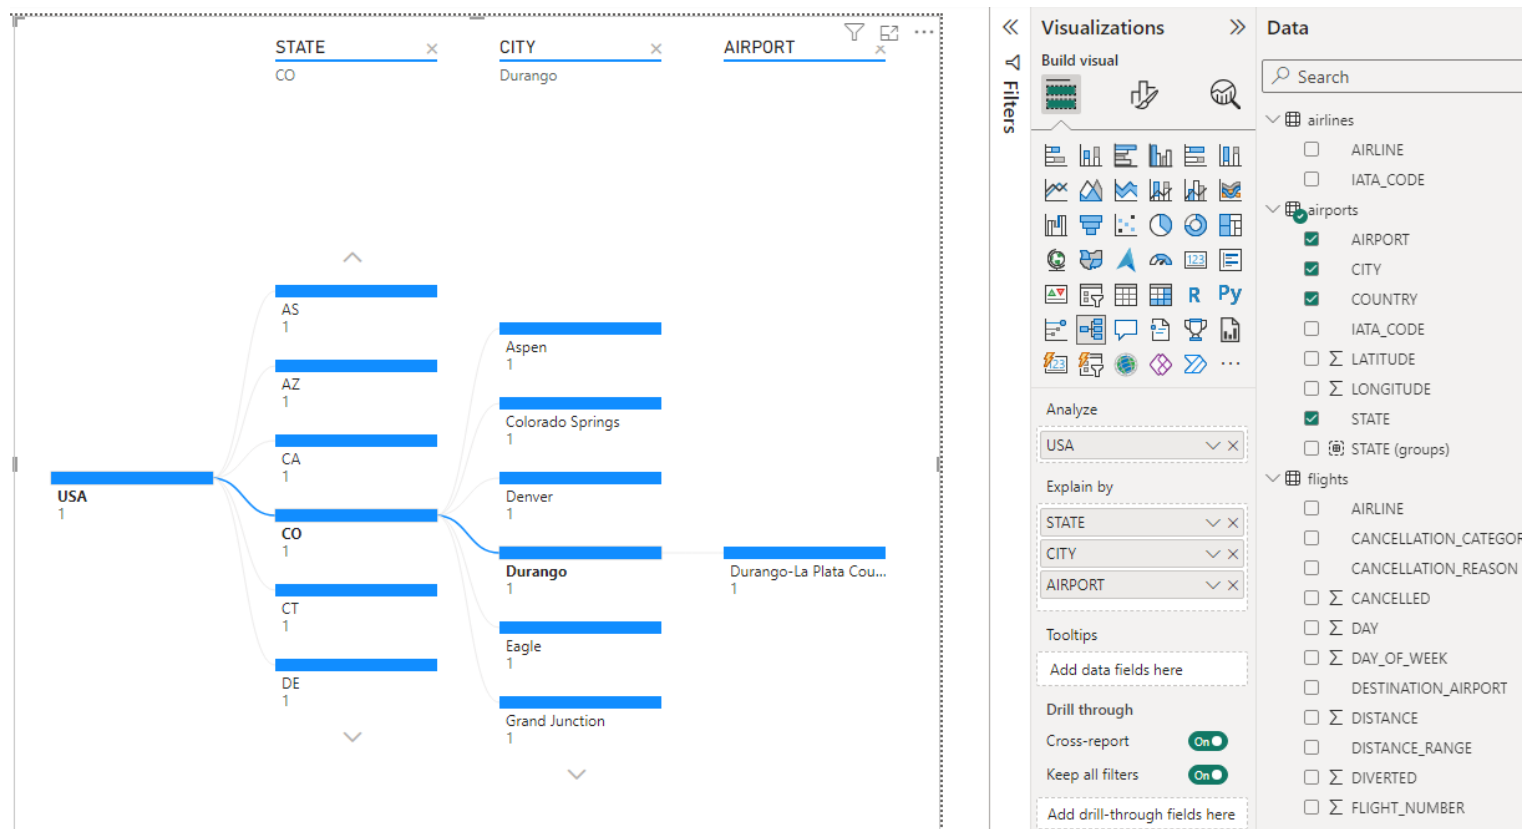 STATE
CO
CITY
Durango
AIRPORT
AS
1
AZ
1
CA
1
USA
1
CO
1
CT
1
DE
1
Aspen
1
Colorado Springs
1
Denver
1
Durango
1
Eagle
1
Grand Junction
1
Durango-La Plata Cou...
1
Filters
Visualizations
Build visual
123
R
Py
123
Analyze
USA
Explain by
STATE
CITY
AIRPORT
Tooltips
Add data fields here
Drill through
Cross-report
On
Keep all filters
On
Add drill-through fields here
Data
Search
airlines
AIRLINE
IATA_CODE
airports
AIRPORT
CITY
COUNTRY
IATA_CODE
Σ LATITUDE
Σ LONGITUDE
STATE
STATE (groups)
flights
AIRLINE
CANCELLATION_CATEGOR
CANCELLATION_REASON
Σ CANCELLED
Σ DAY
Σ DAY_OF_WEEK
DESTINATION_AIRPORT
Σ DISTANCE
DISTANCE_RANGE
Σ DIVERTED
Σ FLIGHT_NUMBER